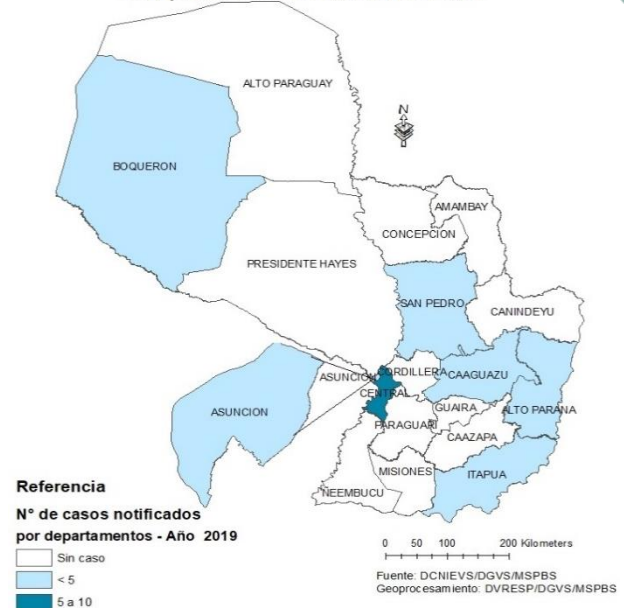 ALTO PARAGUAY
N
BOQUERON
AMAMBAY
CONCEPCION
PRESIDENTE HAYES
SAN PEDRO
CANINDEYU
CORDILLERA
ASUNCION
CAAGUAZU
CENTRAL
ASUNCION
GUAIRA
ALTO PARANA
PARAGUARI
CAAZAPA
MISIONES
ITAPUA
ÑEEMBUCU
Referencia
N° de casos notificados
por departamentos - Año 2019
Sin caso
< 5
5 a 10
0 50 100 200 Kilometers
Fuente: DCNIEVS/DGVS/MSPBS
Geoprocesamiento: DVRESP/DGVS/MSPBS